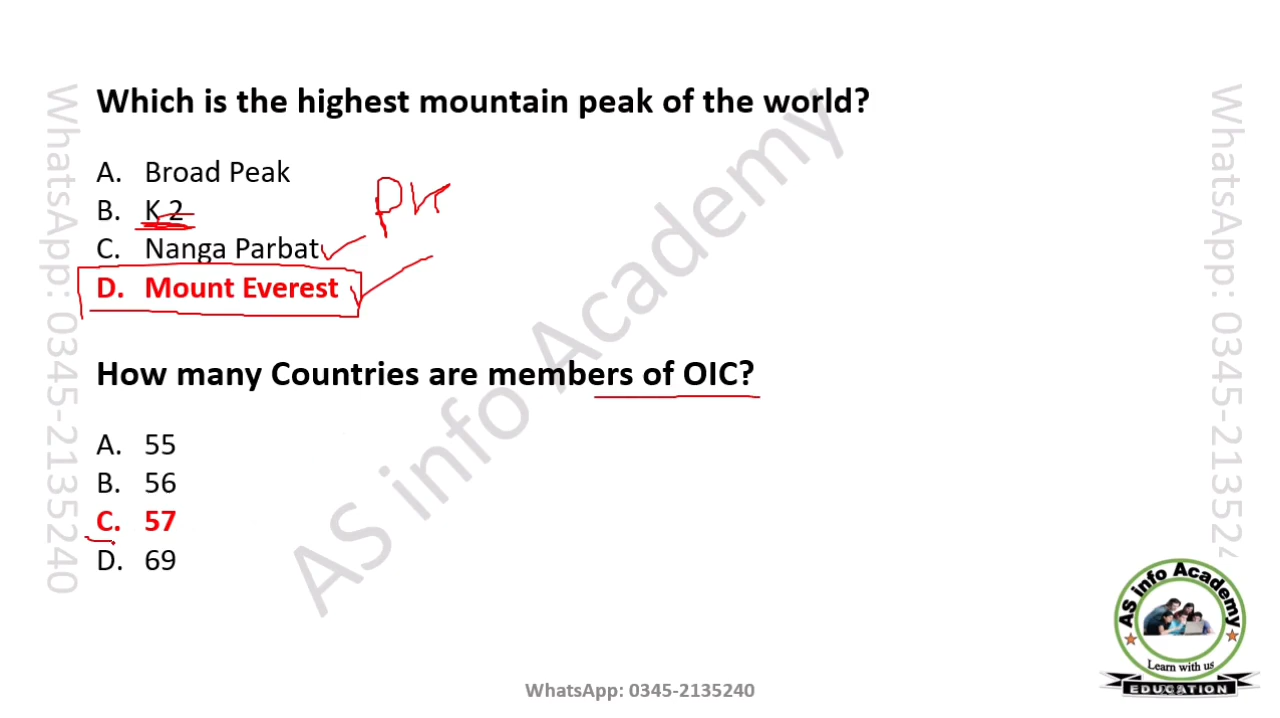 Which is the highest mountain peak of the world?
A. Broad Peak
B. K 2
C. Nanga Parbat
D. Mount Everest
PK
How many Countries are members of OIC?
A. 55
B. 56
C. 57
D. 69
AS info Academy
WhatsApp: 0345-2135240
WhatsApp: 0345-213524
AS info Academy
Learn with us
EDUCATION
WhatsApp: 0345-2135240